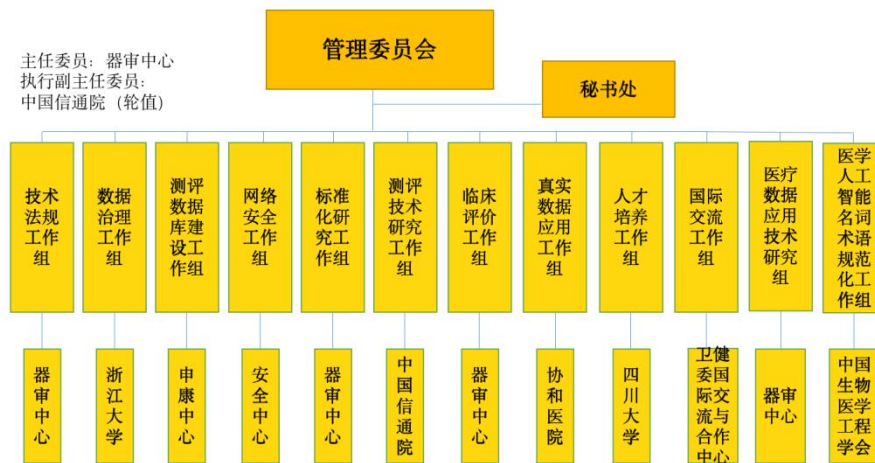 管理委员会
主任委员：器审中心
执行副主任委员：
中国信通院（轮值）
秘书处
技术
法规
工作
组
数据
治理
工作
组
测评
数据
库建
设工
作组
网络
安全
工作
组
标准
化研
究工
作组
测评
技术
研究
工作
组
临床
评价
工作
组
真实
数据
应用
工作
组
人才
培养
工作
组
国际
交流
工作
组
医疗
数据
应用
技术
研究
组
医学
人工
智能
名词
术语
规范
化工
作组
器
审
中
心
浙
江
大
学
申
康
中
心
安
全
中
心
器
审
中
心
中
国
信
通
院
器
审
中
心
协
和
医
院
四
川
大
学
卫健
委国
际交
流与
合作
中心
器审
中心
中国
生物
医学
工程
学会